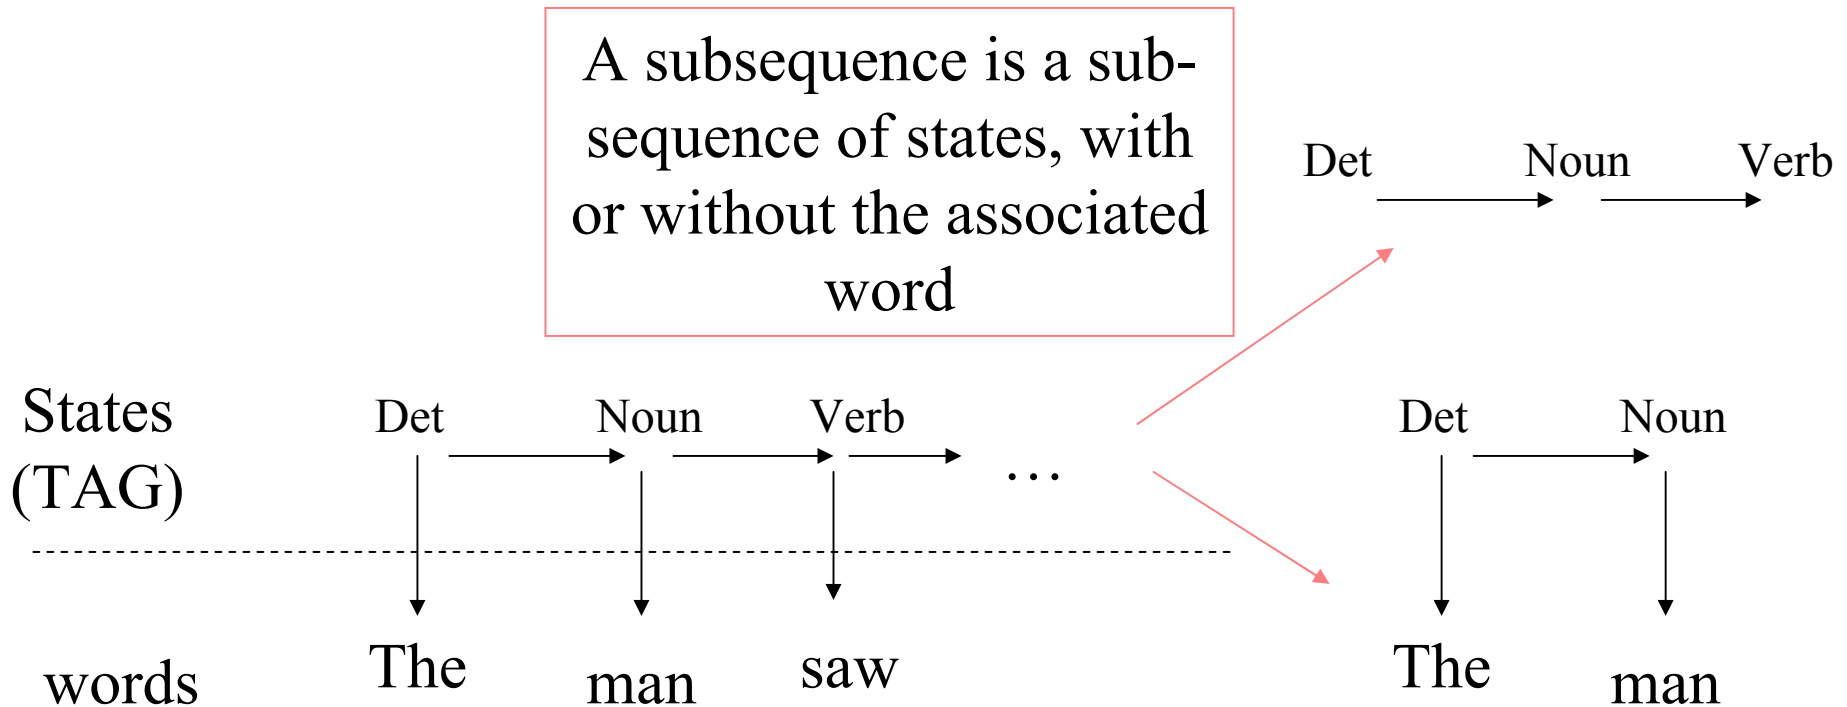 A subsequence is a sub-
sequence of states, with
or without the associated
word
Det Noun Verb
States
(TAG)
Det Noun Verb
…
Det Noun
words
The man saw
The man